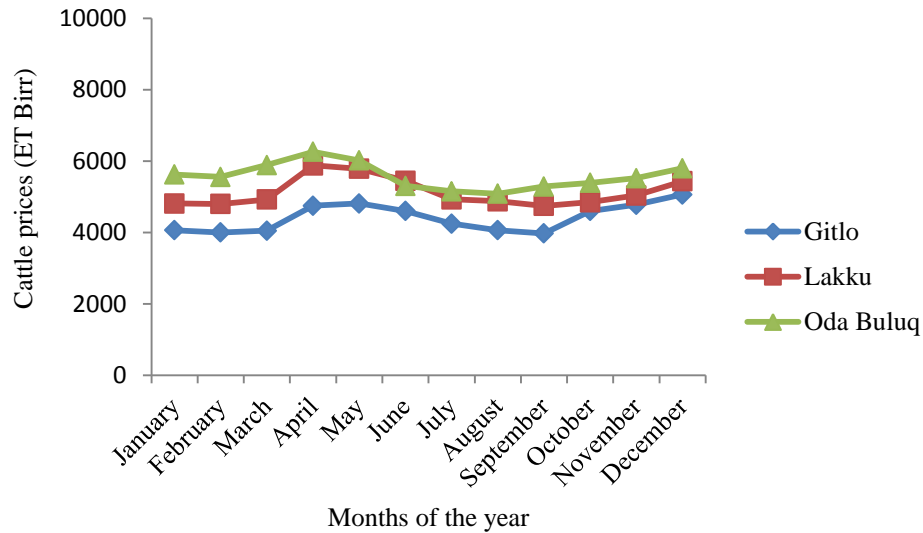 Cattle prices (ET Birr)
10000
8000
6000
4000
2000
0
January
February
March
April
May
June
July
August
September
October
November
December
Months of the year
Gitlo
Lakku
Oda Buluq